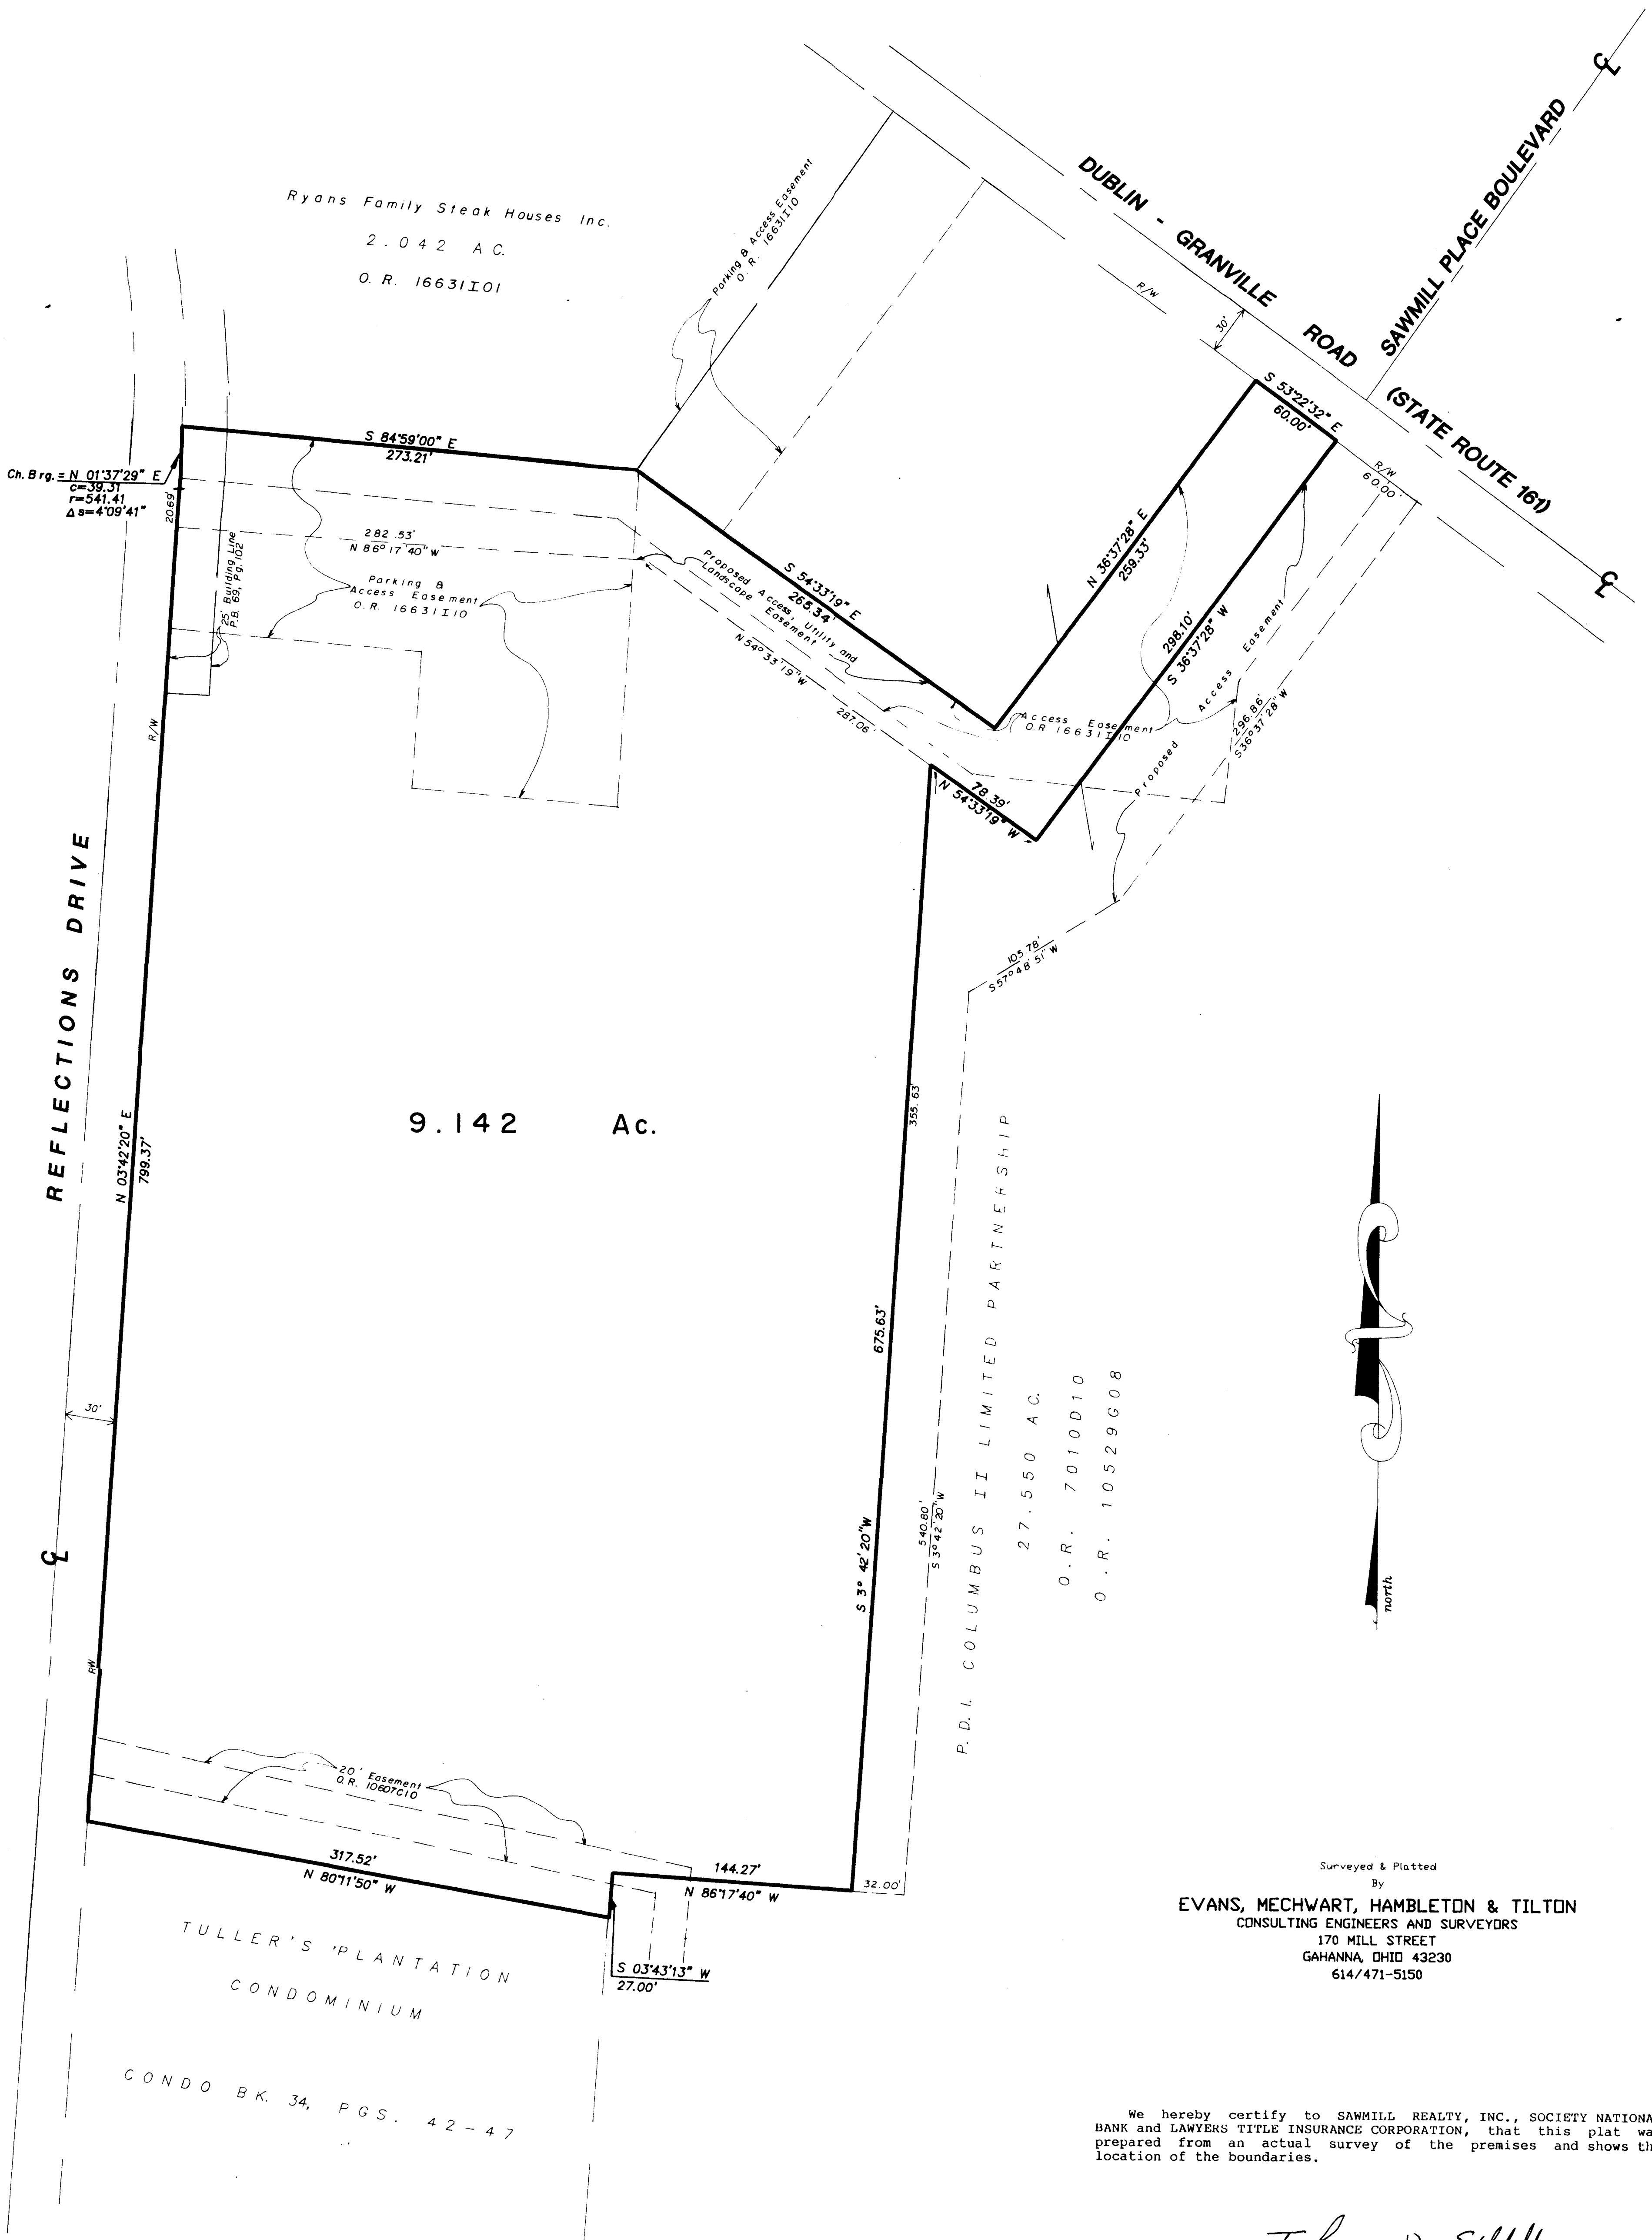 Ryans Family Steak Houses Inc.
2.042 AC.
O. R. 16631I01
Parking & Access Easement
O. R. 16631I10
DUBLIN - GRANVILLE ROAD (STATE ROUTE 161)
SAWMILL PLACE BOULEVARD
R/W
30'
S 53°22'32" E
60.00'
R/W
60.00'
S 84°59'00" E
273.21'
Ch. Brg. = N 01°37'29" E
c=39.31
r=541.41
Δs=4°09'41"
20.69'
25' Building Line
P.B. 69, Pg. 102
282.53'
N 86°17'40" W
Parking &
Access Easement
O.R. 16631I10
Proposed Access, Utility and
Landscape Easement
S 54°33'19" E
265.34'
N 54°33'19" W
287.06'
N 36°37'28" E
259.33'
298.10'
S 36°37'28" W
Access Easement
O R 16631I10
Proposed Access Easement
296.86'
S36°37'28" W
78.39'
N 54°33'19" W
105.78'
S57°48'51" W
R/W
REFLECTIONS DRIVE
N 03°42'20" E
799.37'
9.142 Ac.
355.63'
675.63'
S 3° 42' 20" W
540.80'
S 3° 42' 20" W
P.D.I. COLUMBUS II LIMITED PARTNERSHIP
27.550 AC.
O.R. 7010D10
O.R. 10529G08
30'
RW
north
20' Easement
O.R. 10607C10
317.52'
N 80°11'50" W
144.27'
N 86°17'40" W
32.00'
S 03°43'13" W
27.00'
TULLER'S PLANTATION
CONDOMINIUM
CONDO BK. 34, PGS. 42-47
Surveyed & Platted
By
EVANS, MECHWART, HAMBLETON & TILTON
CONSULTING ENGINEERS AND SURVEYORS
170 MILL STREET
GAHANNA, OHIO 43230
614/471-5150
We hereby certify to SAWMILL REALTY, INC., SOCIETY NATIONA
BANK and LAWYERS TITLE INSURANCE CORPORATION, that this plat wa
prepared from an actual survey of the premises and shows th
location of the boundaries.